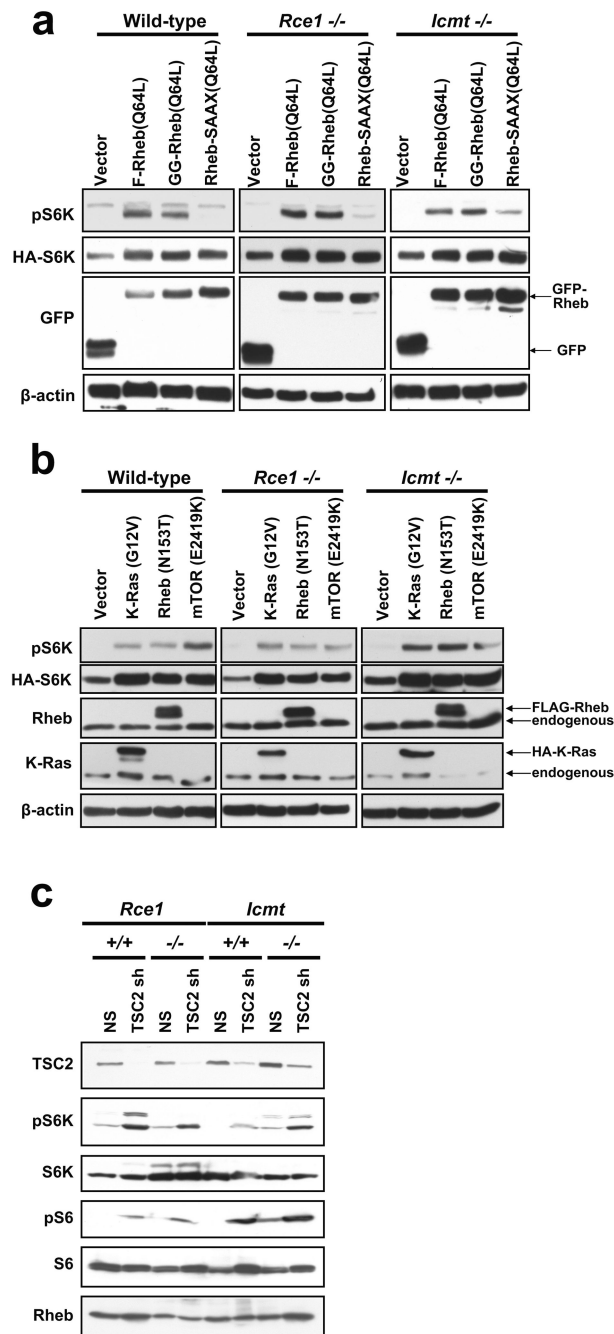 a
Wild-type Rce1 -/- Icmt -/-
Vector F-Rheb(Q64L) GG-Rheb(Q64L) Rheb-SAAX(Q64L) Vector F-Rheb(Q64L) GG-Rheb(Q64L) Rheb-SAAX(Q64L) Vector F-Rheb(Q64L) GG-Rheb(Q64L) Rheb-SAAX(Q64L)
pS6K
HA-S6K
GFP
GFP-
Rheb
GFP
β-actin
b
Wild-type Rce1 -/- Icmt -/-
Vector K-Ras (G12V) Rheb (N153T) mTOR (E2419K) Vector K-Ras (G12V) Rheb (N153T) mTOR (E2419K) Vector K-Ras (G12V) Rheb (N153T) mTOR (E2419K)
pS6K
HA-S6K
Rheb
FLAG-Rheb
endogenous
K-Ras
HA-K-Ras
endogenous
β-actin
c
Rce1 Icmt
+/+ -/- +/+ -/-
NS TSC2 sh NS TSC2 sh NS TSC2 sh NS TSC2 sh
TSC2
pS6K
S6K
pS6
S6
Rheb